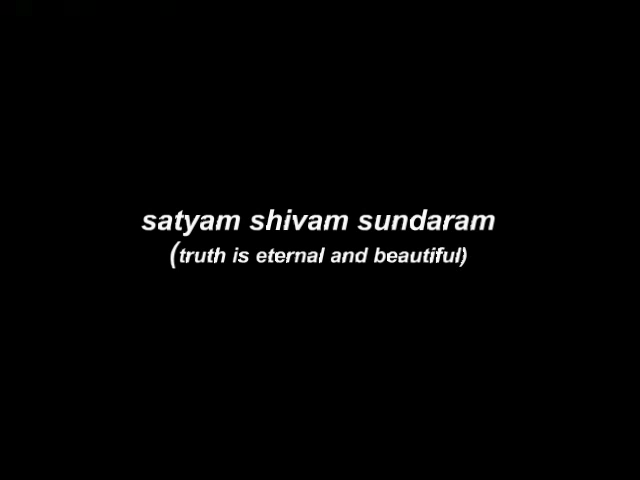 satyam shivam sundaram
(truth is eternal and beautiful)